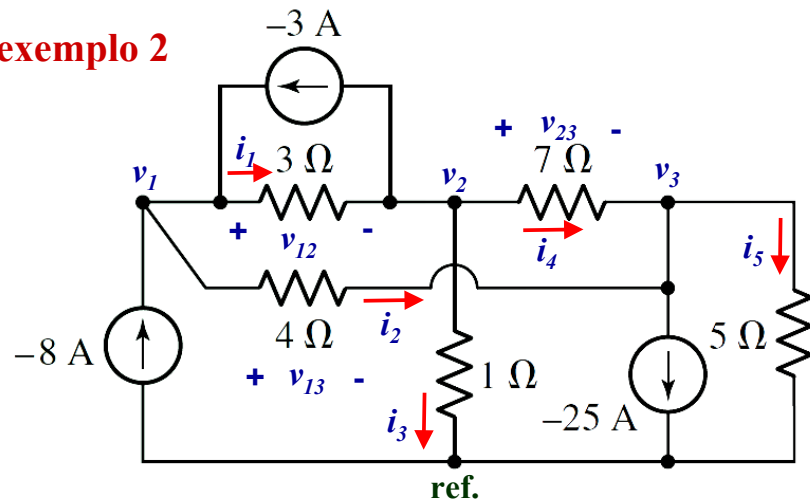 –3 A
exemplo 2
+ v23 -
i1 3 Ω 7 Ω
v1 v2 v3
+ v12 -
i4 i5
–8 A 4 Ω i2 5 Ω
+ v13 - 1 Ω
i3 –25 A
ref.